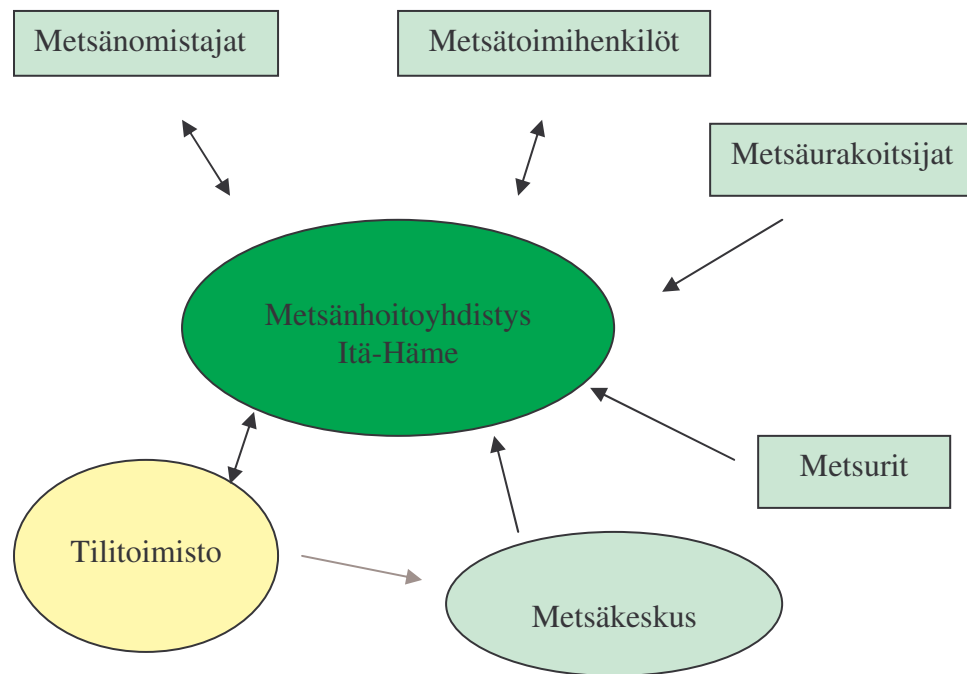 Metsänomistajat
Metsätoimihenkilöt
Metsäurakoitsijat
Metsänhoitoyhdistys
Itä-Häme
Metsurit
Tilitoimisto
Metsäkeskus